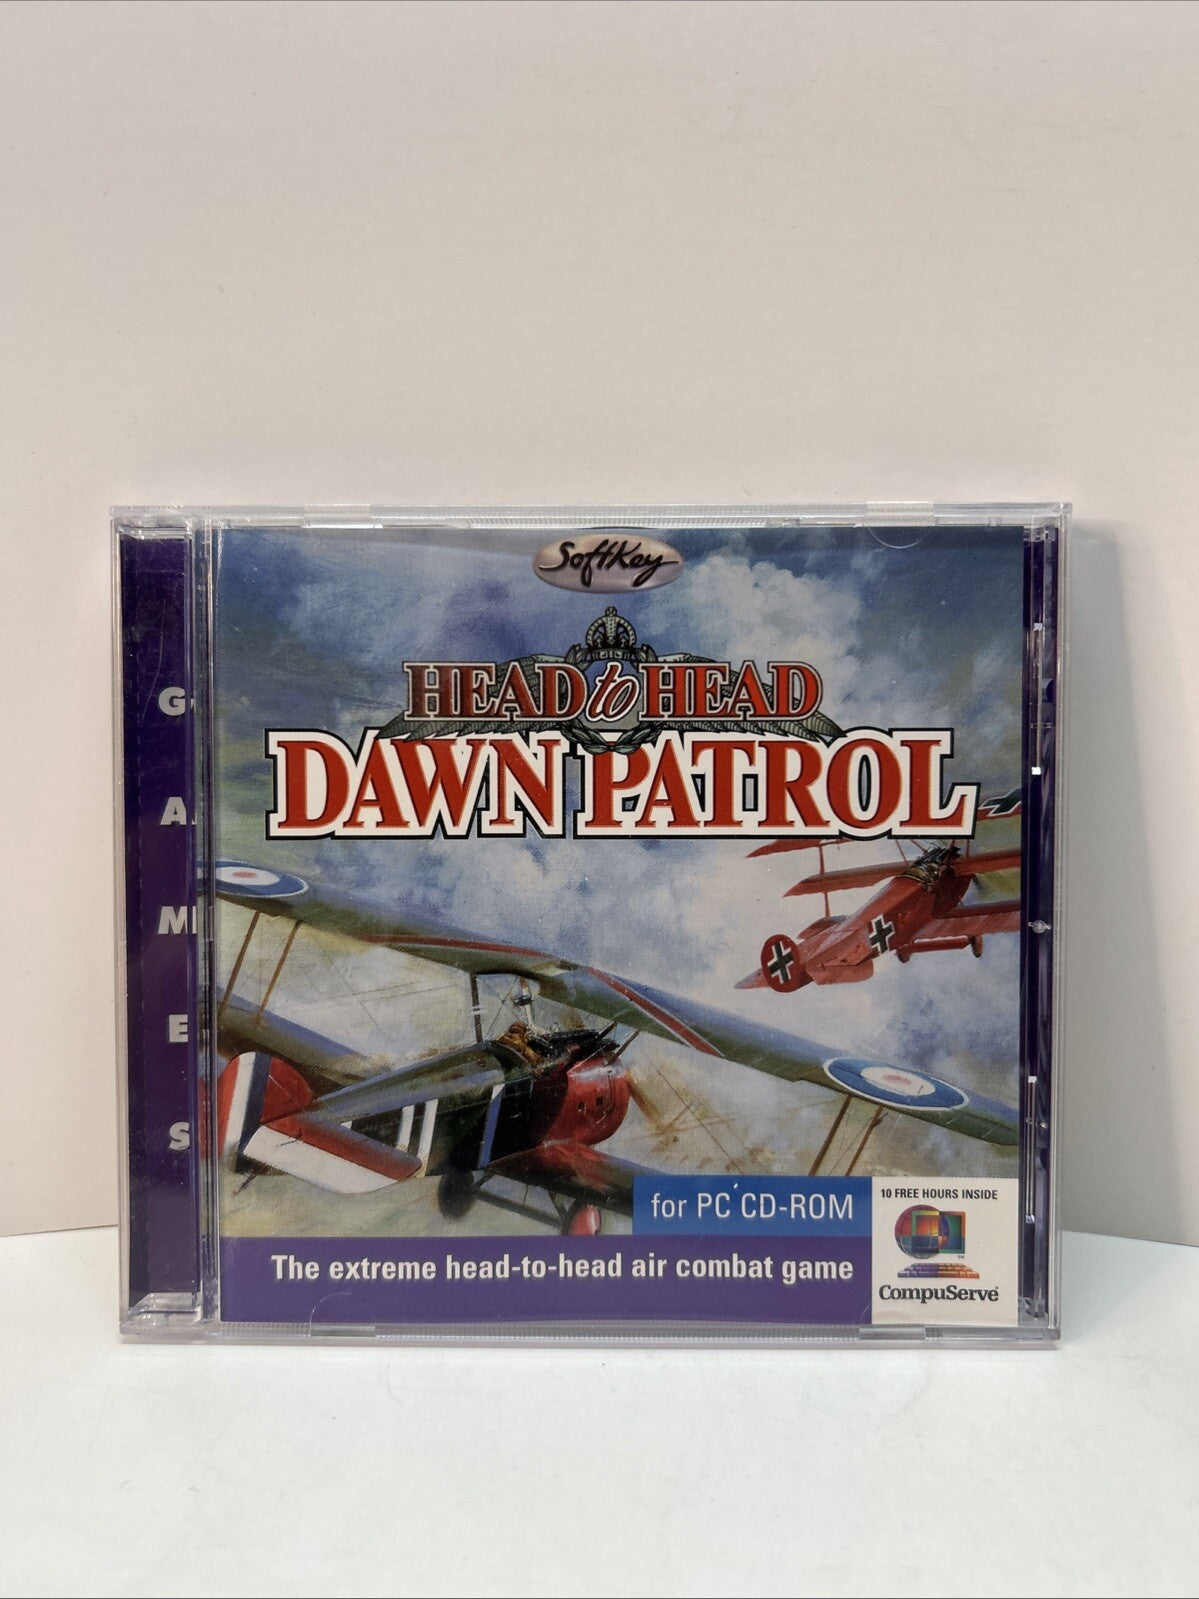 SoftKey
HEAD to HEAD
DAWN PATROL
G
A
M
E
S
for PC CD-ROM
10 FREE HOURS INSIDE
CompuServe
The extreme head-to-head air combat game